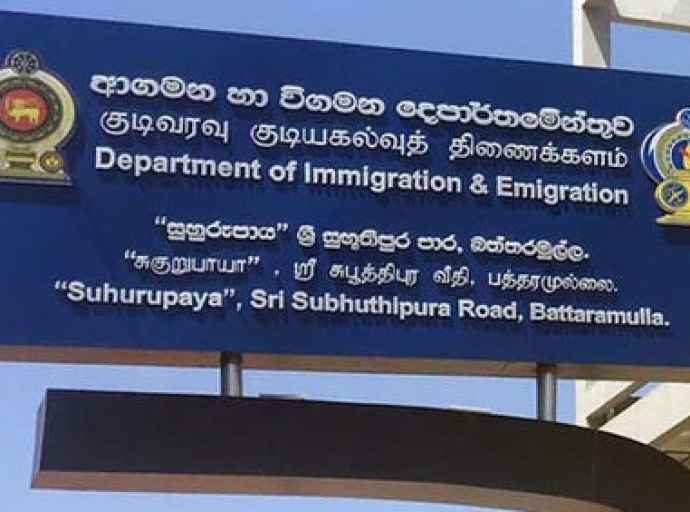 ආගමන හා විගමන දෙපාර්තමේන්තුව
குடிவரவு குடியகல்வுத் திணைக்களம்
Department of Immigration & Emigration
“සුහුරුපාය” ශ්‍රී සුභූතිපුර පාර, බත්තරමුල්ල.
“சுகுறுபாயா” , ஸ்ரீ சுபூத்திபுர வீதி, பத்தரமுல்லை.
“Suhurupaya”, Sri Subhuthipura Road, Battaramulla.